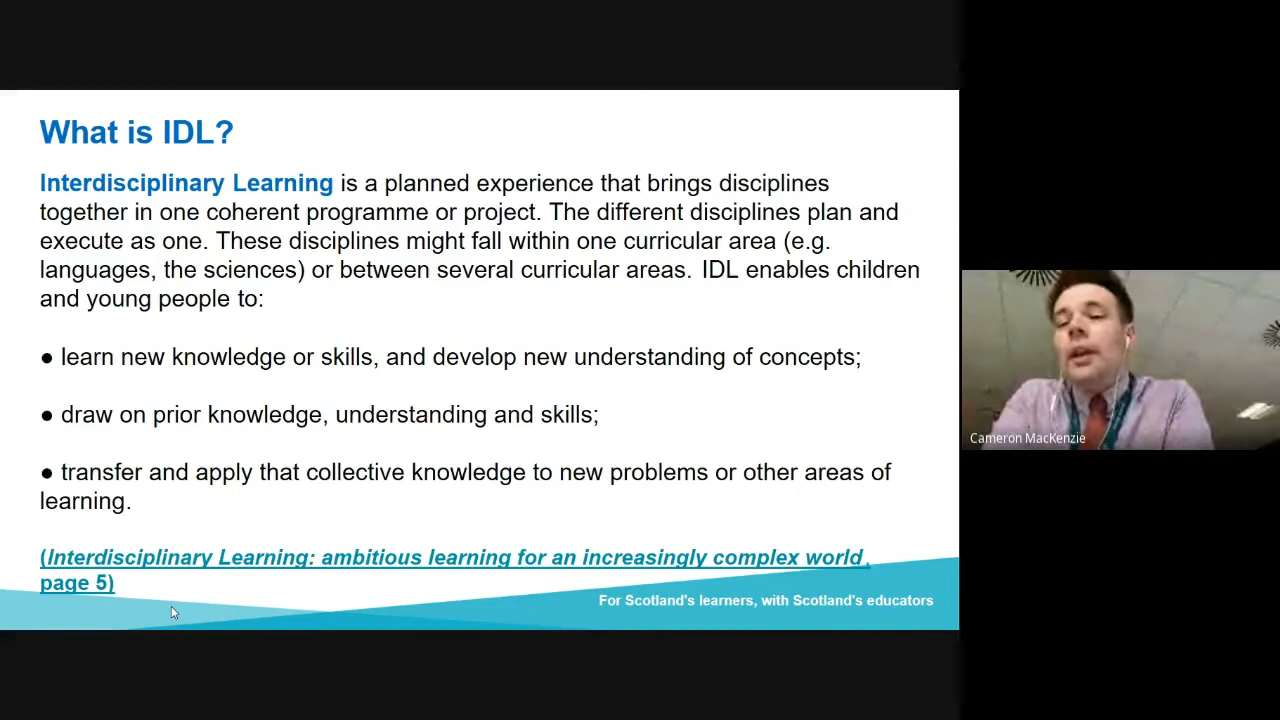 What is IDL?
Interdisciplinary Learning is a planned experience that brings disciplines
together in one coherent programme or project. The different disciplines plan and
execute as one. These disciplines might fall within one curricular area (e.g.
languages, the sciences) or between several curricular areas. IDL enables children
and young people to:
● learn new knowledge or skills, and develop new understanding of concepts;
● draw on prior knowledge, understanding and skills;
● transfer and apply that collective knowledge to new problems or other areas of
learning.
(Interdisciplinary Learning: ambitious learning for an increasingly complex world,
page 5)
For Scotland's learners, with Scotland's educators
Cameron MacKenzie